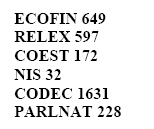 ECOFIN 649
RELEX 597
COEST 172
NIS 32
CODEC 1631
PARLNAT 228